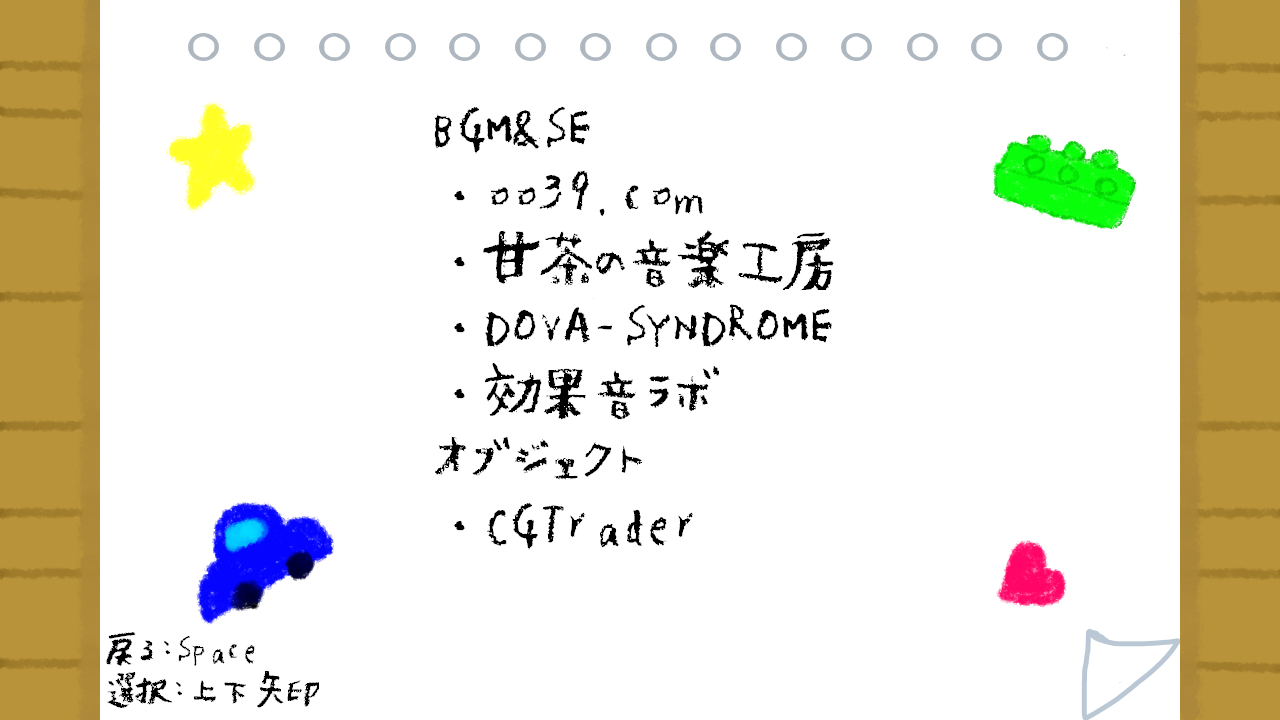 BGM&SE
・oo39.com
・甘茶の音楽工房
・DOVA-SYNDROME
・効果音ラボ
オブジェクト
・CGTrader
戻る:Space
選択:上下矢印